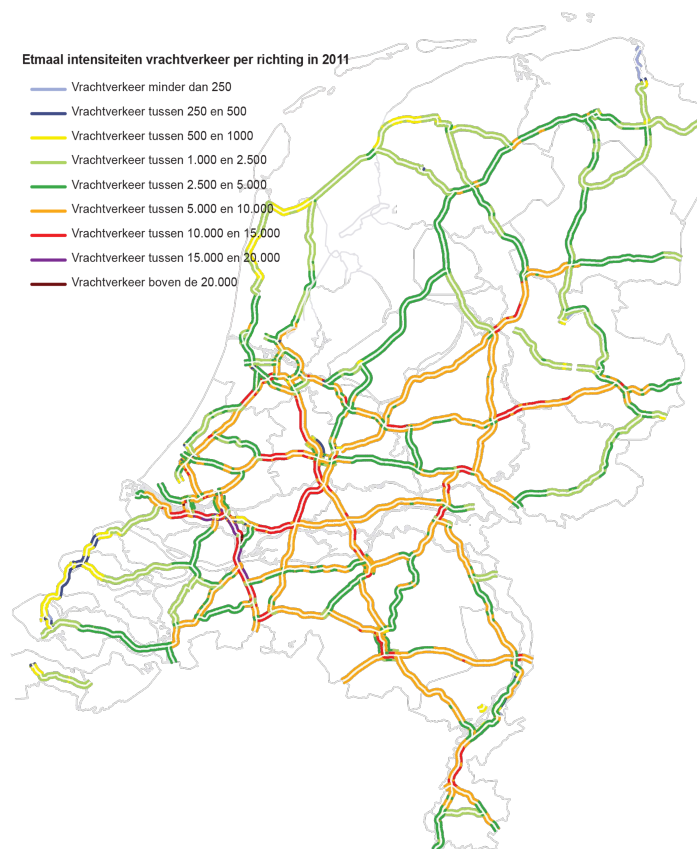 Etmaal intensiteiten vrachtverkeer per richting in 2011
Vrachtverkeer minder dan 250
Vrachtverkeer tussen 250 en 500
Vrachtverkeer tussen 500 en 1000
Vrachtverkeer tussen 1.000 en 2.500
Vrachtverkeer tussen 2.500 en 5.000
Vrachtverkeer tussen 5.000 en 10.000
Vrachtverkeer tussen 10.000 en 15.000
Vrachtverkeer tussen 15.000 en 20.000
Vrachtverkeer boven de 20.000